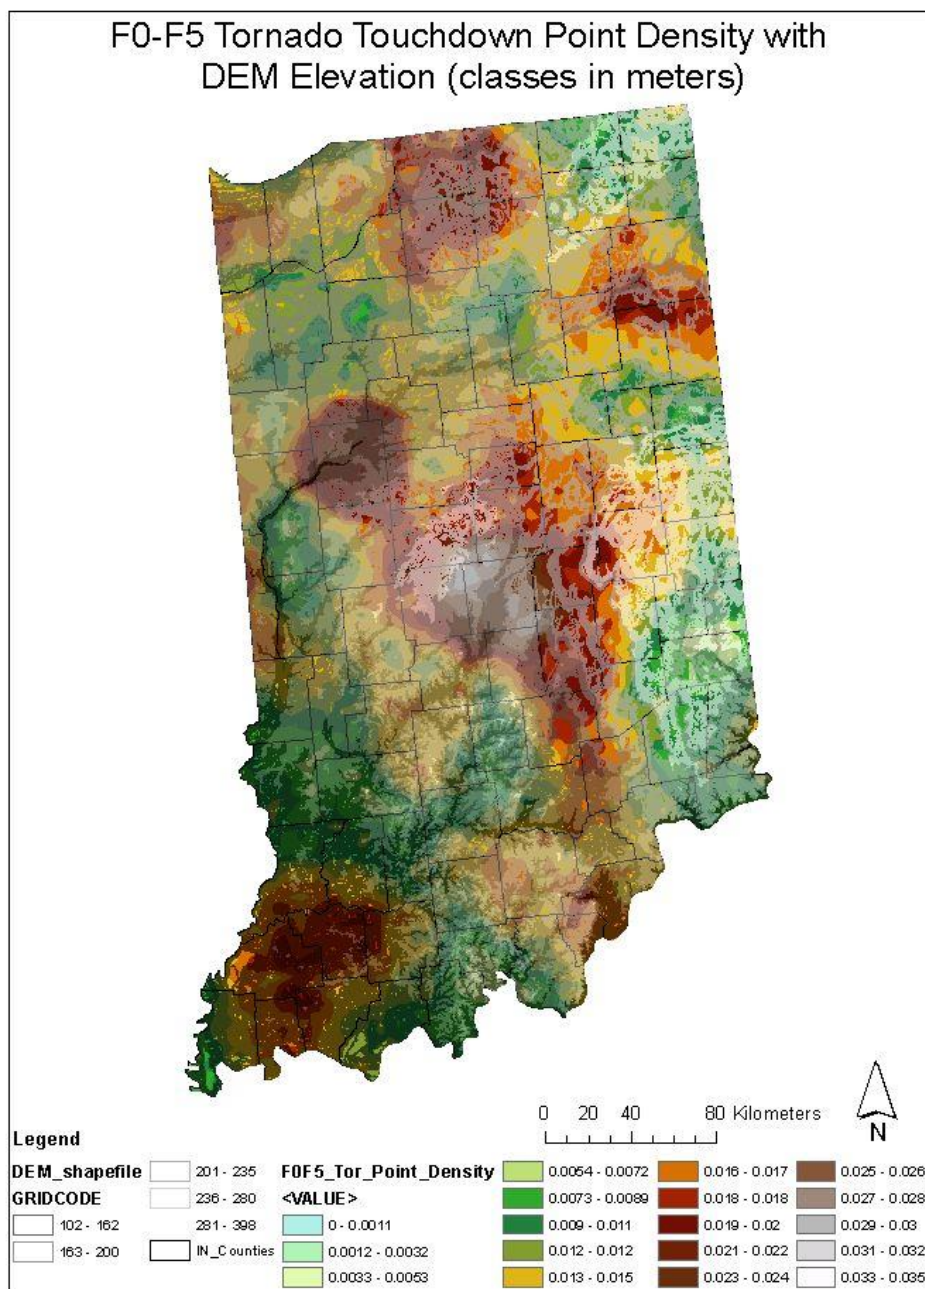 F0-F5 Tornado Touchdown Point Density with
DEM Elevation (classes in meters)
0 20 40 80 Kilometers
N
Legend
DEM_shapefile
GRIDCODE
102 - 162
163 - 200
201 - 235
236 - 280
281 - 398
IN_Counties
F0F5_Tor_Point_Density
<VALUE>
0 - 0.0011
0.0012 - 0.0032
0.0033 - 0.0053
0.0054 - 0.0072
0.0073 - 0.0089
0.009 - 0.011
0.012 - 0.012
0.013 - 0.015
0.016 - 0.017
0.018 - 0.018
0.019 - 0.02
0.021 - 0.022
0.023 - 0.024
0.025 - 0.026
0.027 - 0.028
0.029 - 0.03
0.031 - 0.032
0.033 - 0.035